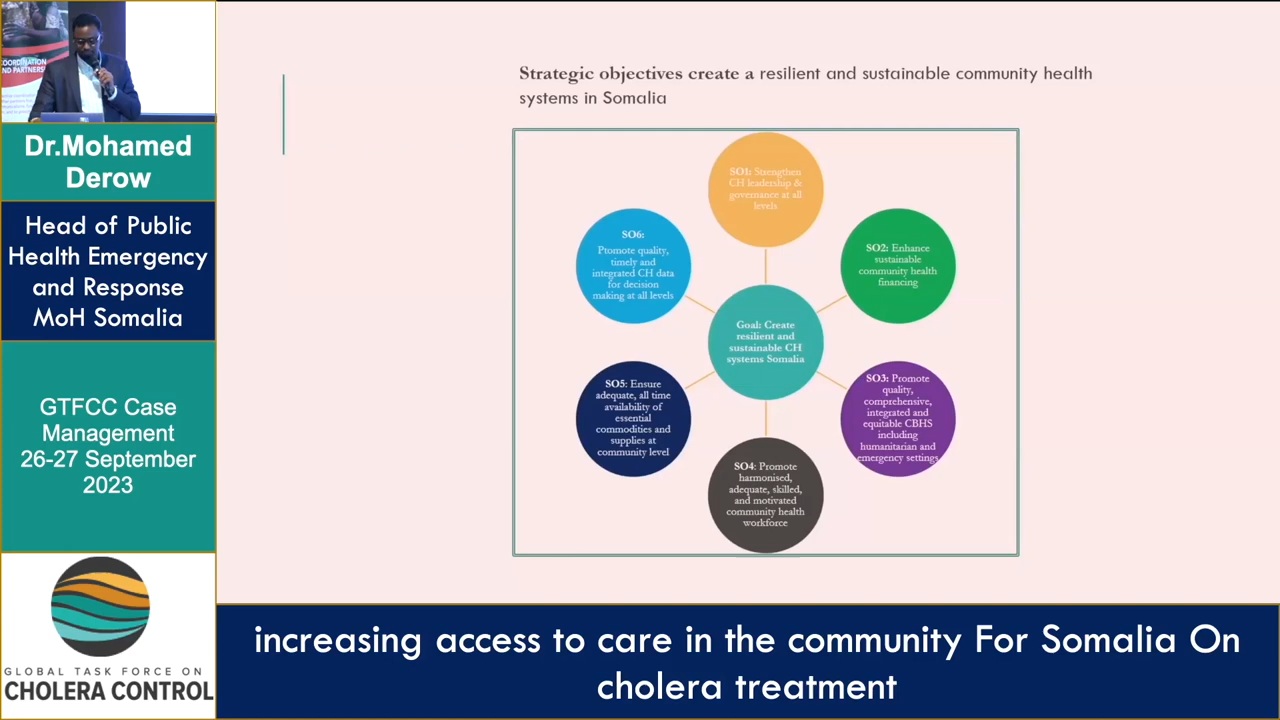 COORDINATION
AND PARTNERS
Dr.Mohamed
Derow
Head of Public
Health Emergency
and Response
MoH Somalia
GTFCC Case
Management
26-27 September
2023
GLOBAL TASK FORCE ON
CHOLERA CONTROL
Strategic objectives create a resilient and sustainable community health
systems in Somalia
SO1: Strengthen
CH leadership &
governance at all
levels
SO2: Enhance
sustainable
community health
financing
SO3: Promote
quality,
comprehensive,
integrated and
equitable CBHS
including
humanitarian and
emergency settings
SO4: Promote
harmonised,
adequate, skilled,
and motivated
community health
workforce
SO5: Ensure
adequate, all time
availability of
essential
commodities and
supplies at
community level
SO6:
Promote quality,
timely and
integrated CH data
for decision
making at all levels
Goal: Create
resilient and
sustainable CH
systems Somalia
increasing access to care in the community For Somalia On
cholera treatment